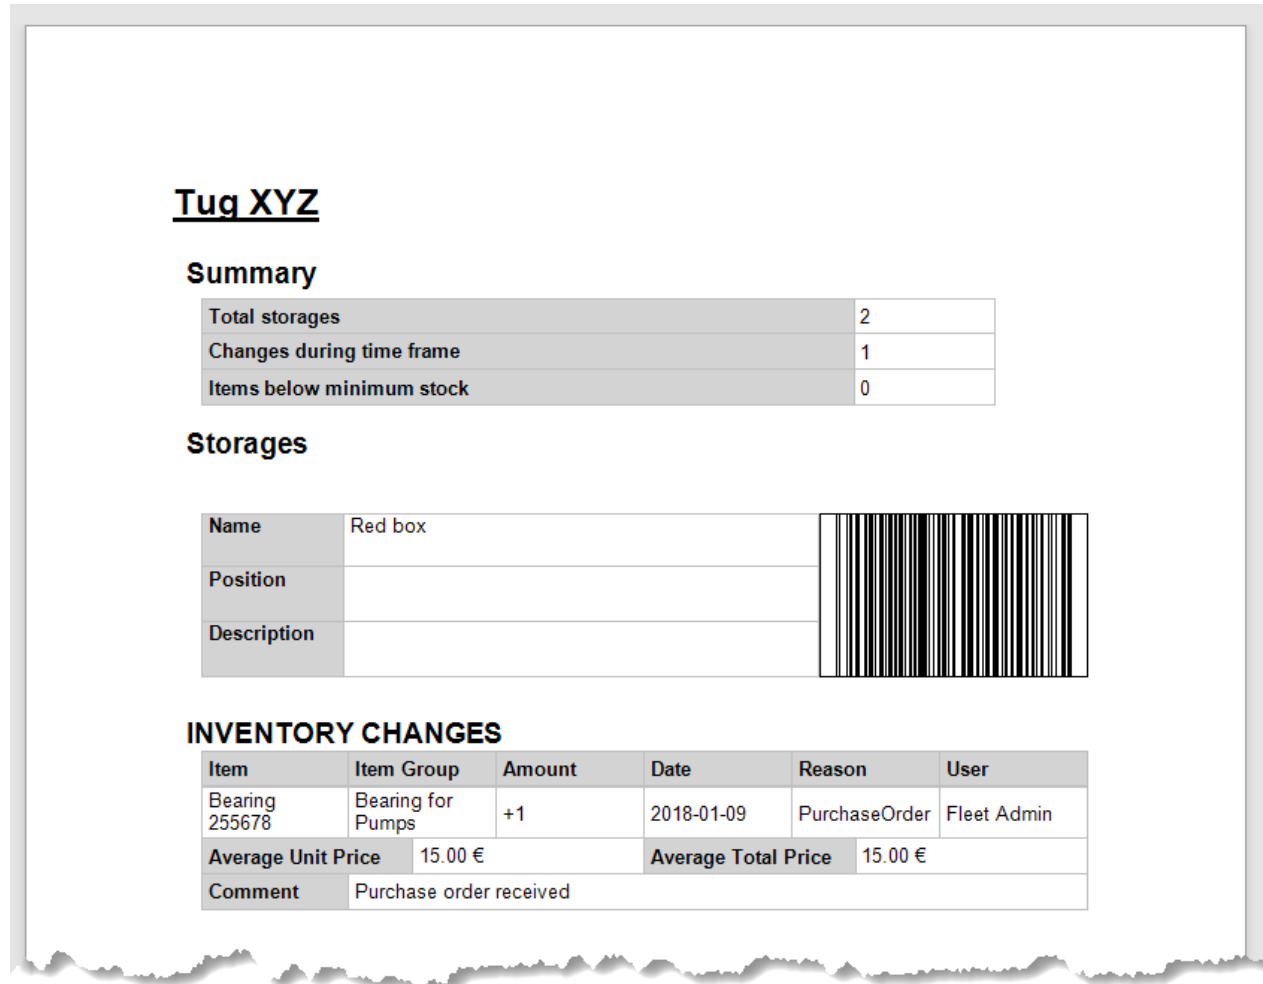 Tug XYZ
Summary
Total storages 2
Changes during time frame 1
Items below minimum stock 0
Storages
Name Red box
Position
Description
INVENTORY CHANGES
Item Item Group Amount Date Reason User
Bearing 255678 Bearing for Pumps +1 2018-01-09 PurchaseOrder Fleet Admin
Average Unit Price 15.00 € Average Total Price 15.00 €
Comment Purchase order received